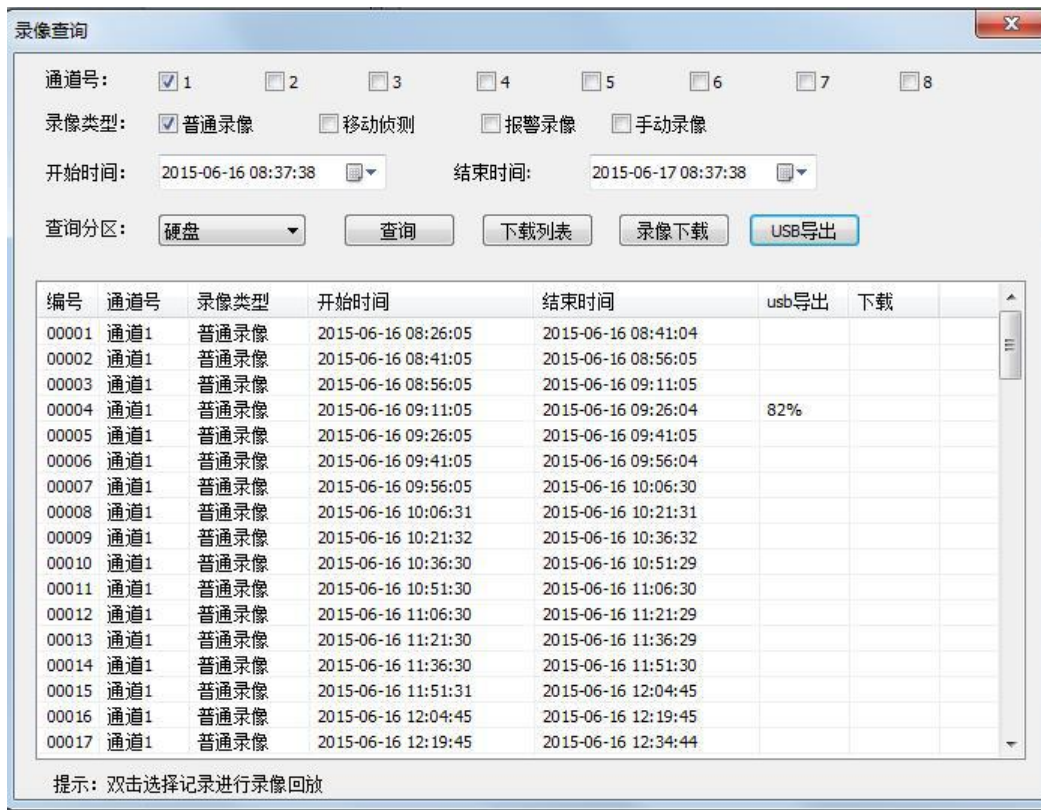 录像查询
通道号： 1 2 3 4 5 6 7 8
录像类型： 普通录像 移动侦测 报警录像 手动录像
开始时间： 2015-06-16 08:37:38 结束时间: 2015-06-17 08:37:38
查询分区： 硬盘 查询 下载列表 录像下载 USB导出
编号 通道号 录像类型 开始时间 结束时间 usb导出 下载
00001 通道1 普通录像 2015-06-16 08:26:05 2015-06-16 08:41:04
00002 通道1 普通录像 2015-06-16 08:41:05 2015-06-16 08:56:05
00003 通道1 普通录像 2015-06-16 08:56:05 2015-06-16 09:11:05
00004 通道1 普通录像 2015-06-16 09:11:05 2015-06-16 09:26:04 82%
00005 通道1 普通录像 2015-06-16 09:26:05 2015-06-16 09:41:05
00006 通道1 普通录像 2015-06-16 09:41:05 2015-06-16 09:56:04
00007 通道1 普通录像 2015-06-16 09:56:05 2015-06-16 10:06:30
00008 通道1 普通录像 2015-06-16 10:06:31 2015-06-16 10:21:31
00009 通道1 普通录像 2015-06-16 10:21:32 2015-06-16 10:36:32
00010 通道1 普通录像 2015-06-16 10:36:30 2015-06-16 10:51:29
00011 通道1 普通录像 2015-06-16 10:51:30 2015-06-16 11:06:30
00012 通道1 普通录像 2015-06-16 11:06:30 2015-06-16 11:21:29
00013 通道1 普通录像 2015-06-16 11:21:30 2015-06-16 11:36:29
00014 通道1 普通录像 2015-06-16 11:36:30 2015-06-16 11:51:30
00015 通道1 普通录像 2015-06-16 11:51:31 2015-06-16 12:04:45
00016 通道1 普通录像 2015-06-16 12:04:45 2015-06-16 12:19:45
00017 通道1 普通录像 2015-06-16 12:19:45 2015-06-16 12:34:44
提示：双击选择记录进行录像回放